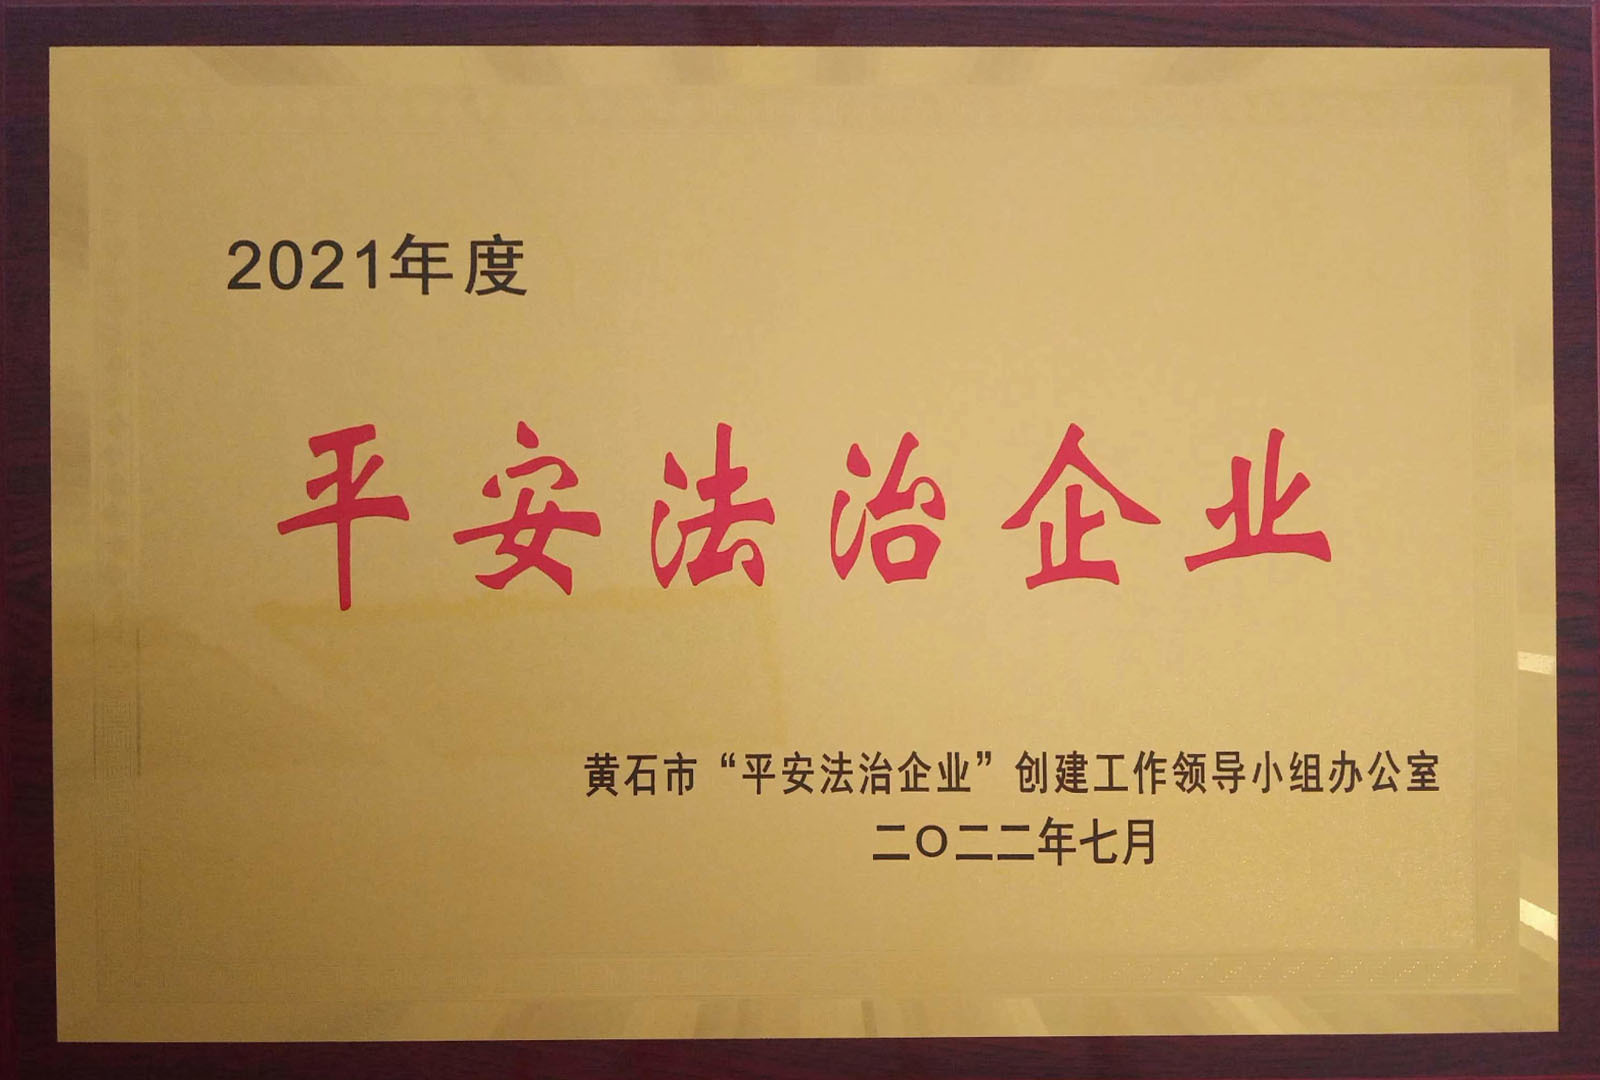 2021年度
平安法治企业
黄石市“平安法治企业”创建工作领导小组办公室
二〇二二年七月